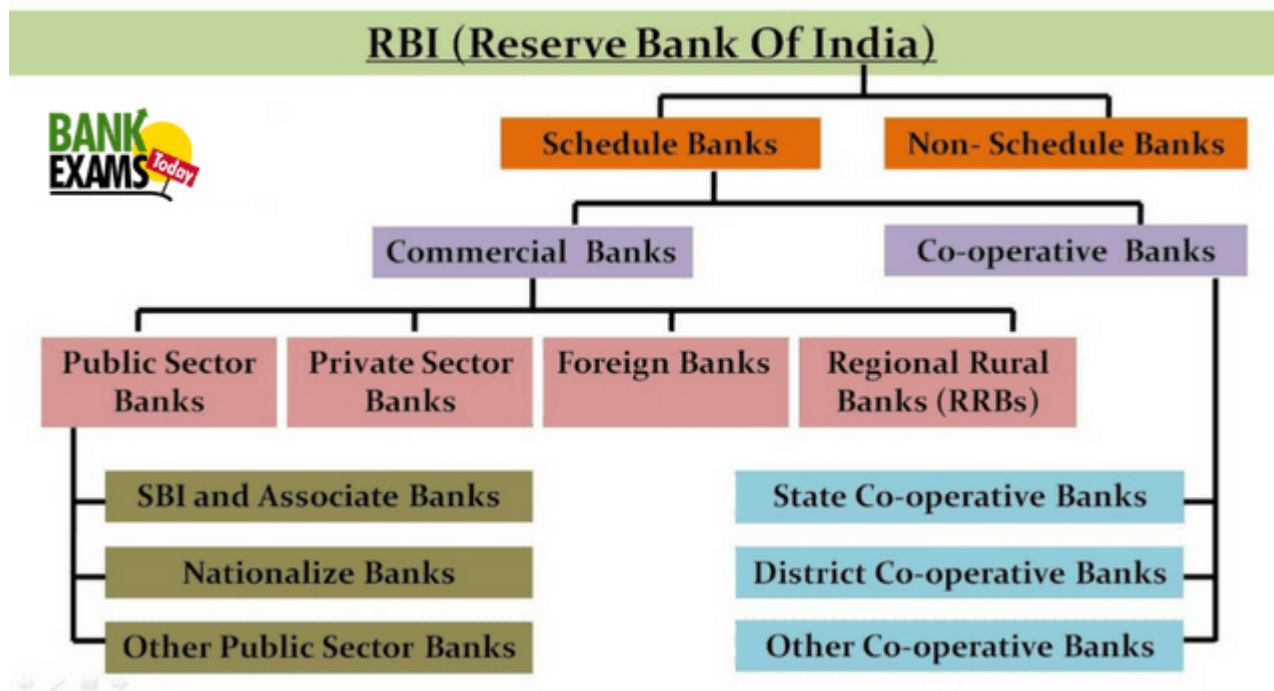 RBI (Reserve Bank Of India)
BANK
EXAMS
Today
Schedule Banks
Non- Schedule Banks
Commercial Banks
Co-operative Banks
Public Sector
Banks
Private Sector
Banks
Foreign Banks
Regional Rural
Banks (RRBs)
SBI and Associate Banks
Nationalize Banks
Other Public Sector Banks
State Co-operative Banks
District Co-operative Banks
Other Co-operative Banks